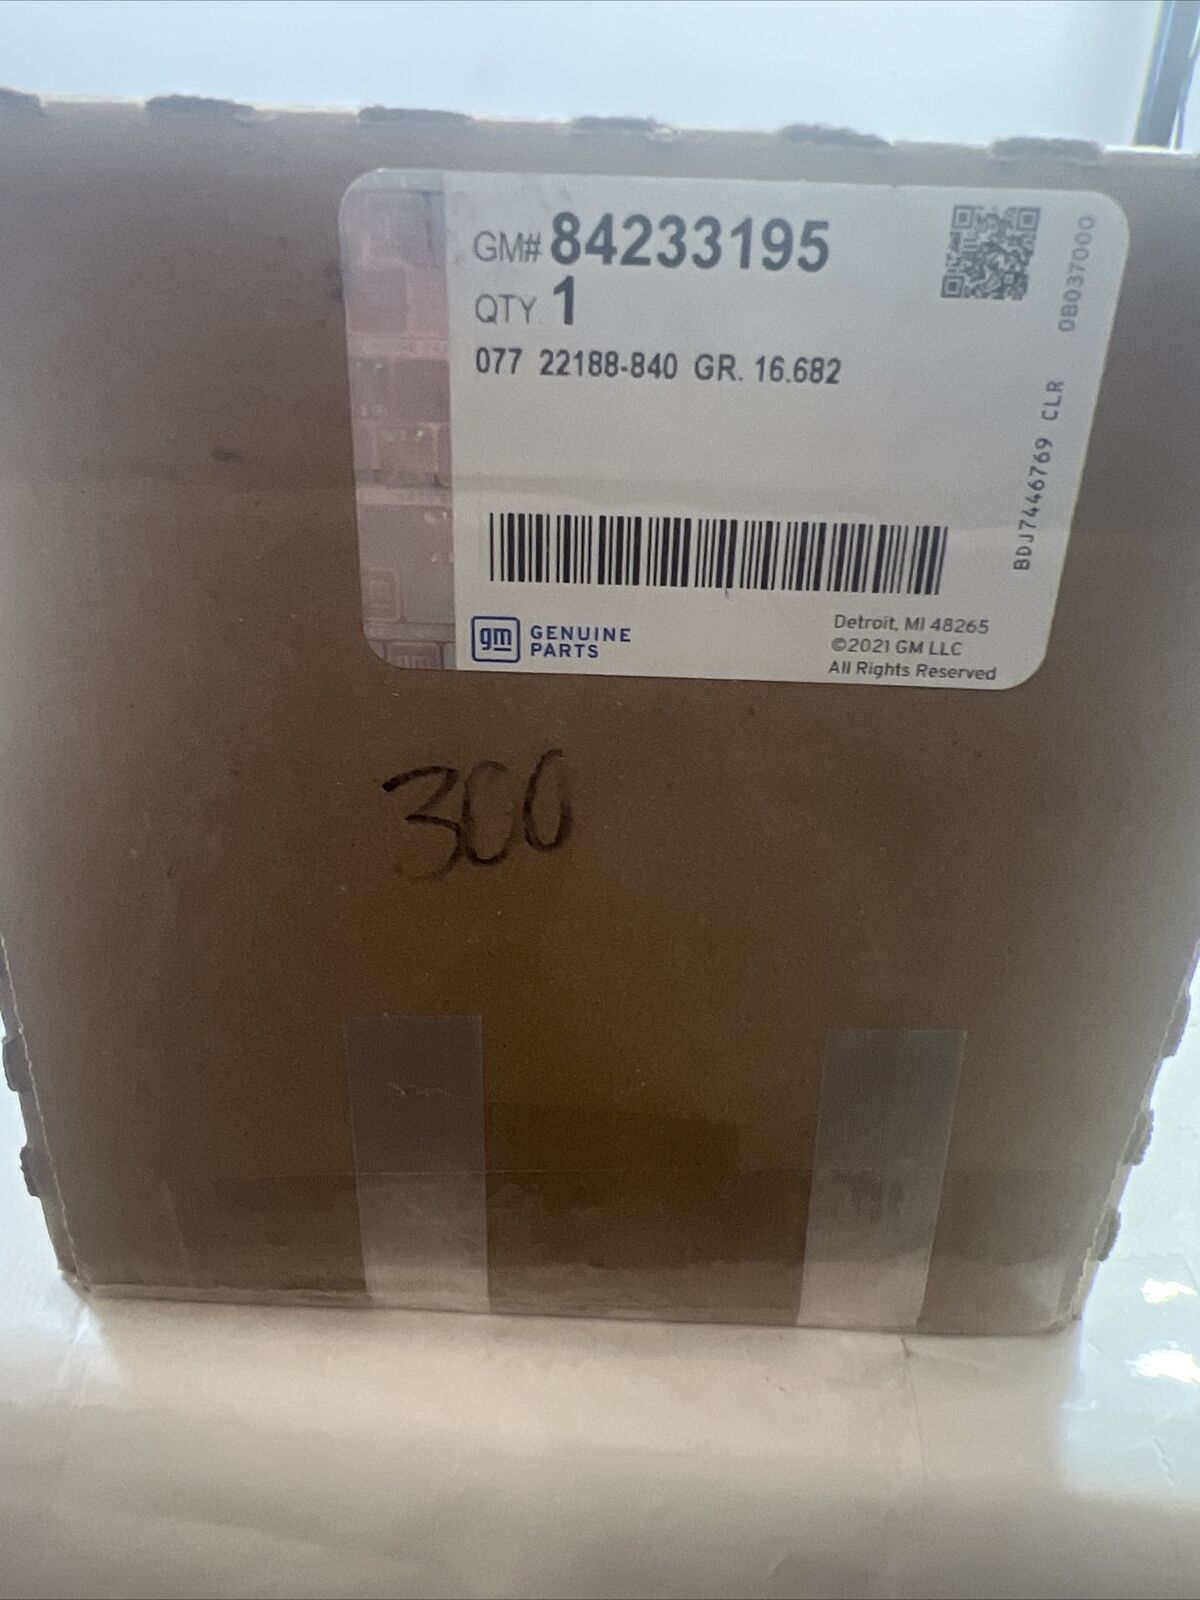 GM# 84233195
QTY. 1
077 22188-840 GR. 16.682
gm GENUINE
PARTS
Detroit, MI 48265
©2021 GM LLC
All Rights Reserved
BDJ7446769 CLR 0B037000
300